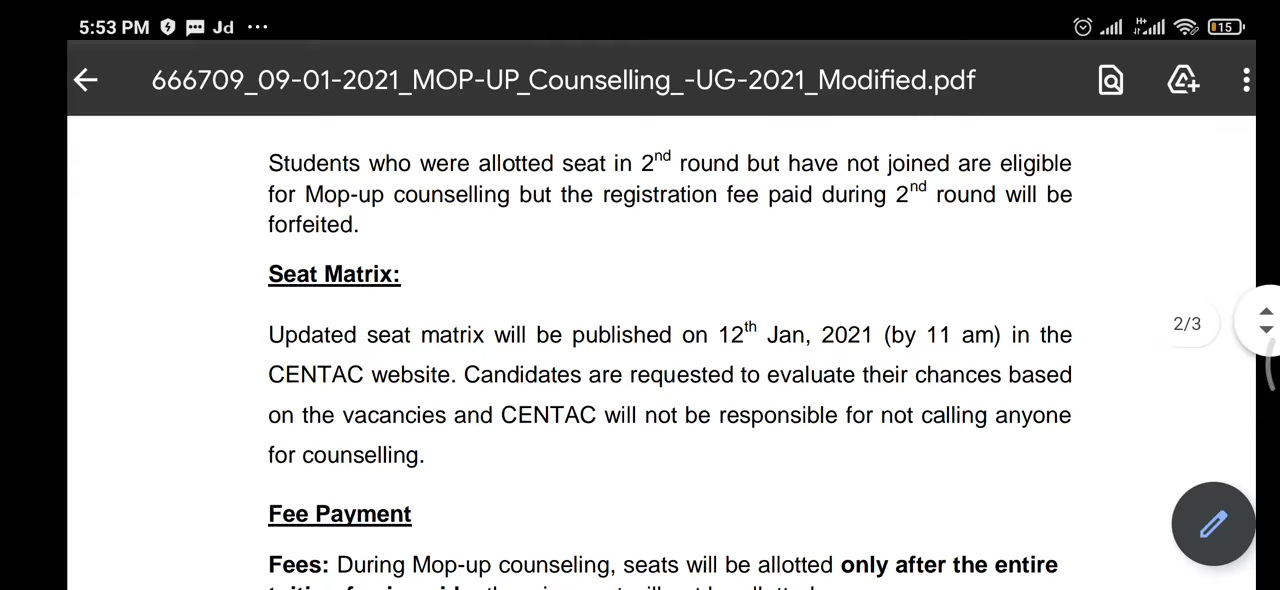 5:53 PM Jd ... H+ 15
666709_09-01-2021_MOP-UP_Counselling_-UG-2021_Modified.pdf
Students who were allotted seat in 2nd round but have not joined are eligible
for Mop-up counselling but the registration fee paid during 2nd round will be
forfeited.
Seat Matrix:
Updated seat matrix will be published on 12th Jan, 2021 (by 11 am) in the
2/3
CENTAC website. Candidates are requested to evaluate their chances based
on the vacancies and CENTAC will not be responsible for not calling anyone
for counselling.
Fee Payment
Fees: During Mop-up counseling, seats will be allotted only after the entire